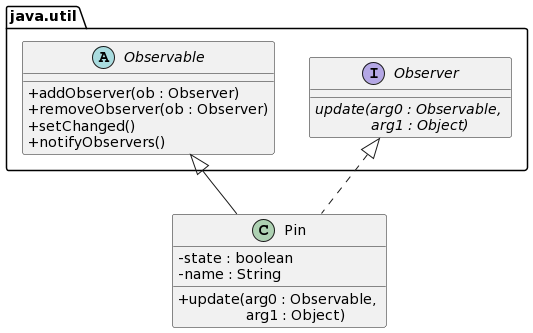 java.util
A Observable
+addObserver(ob : Observer)
+removeObserver(ob : Observer)
+setChanged()
+notifyObservers()
I Observer
update(arg0 : Observable,
arg1 : Object)
C Pin
-state : boolean
-name : String
+update(arg0 : Observable,
arg1 : Object)